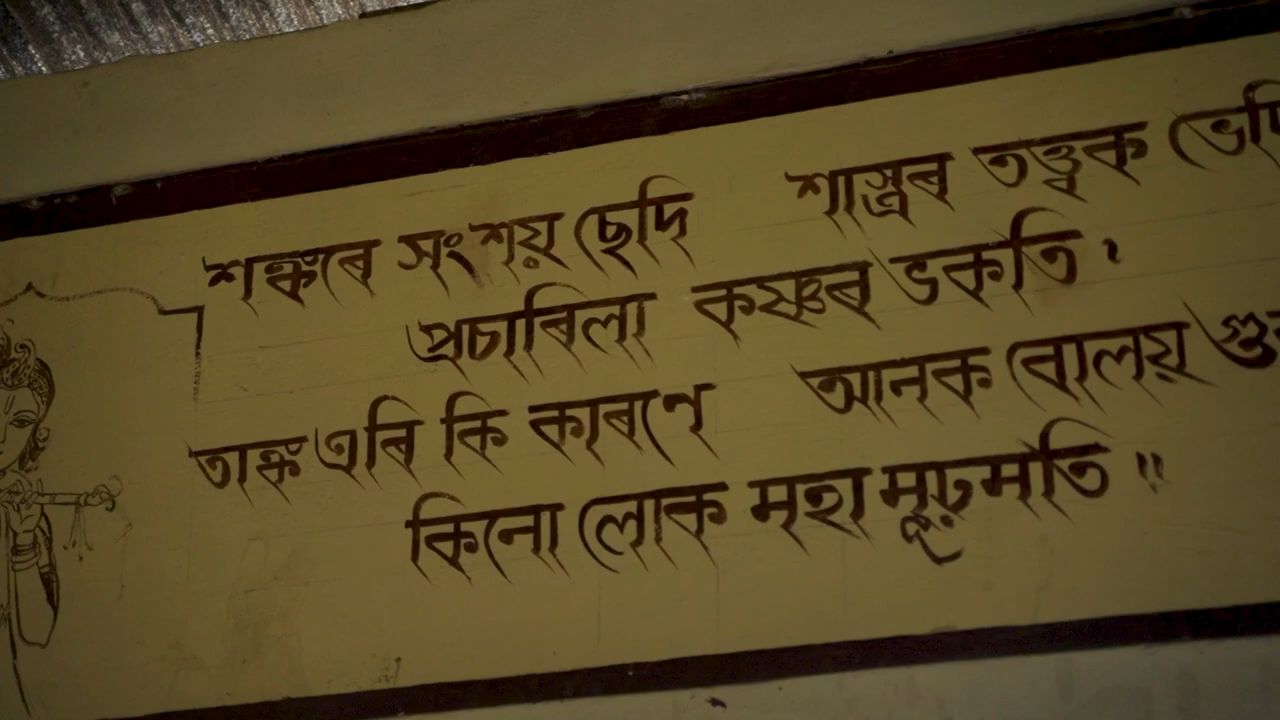 শঙ্কৰে সংশয় ছেদি শাস্ত্ৰৰ তত্ত্বক
প্ৰচাৰিলা কৃষ্ণৰ ভকতি ৷
তাঙ্ক এৰি কি কাৰণে আনক বোলয়
কিনো লোক মহা মূঢ়মতি ॥